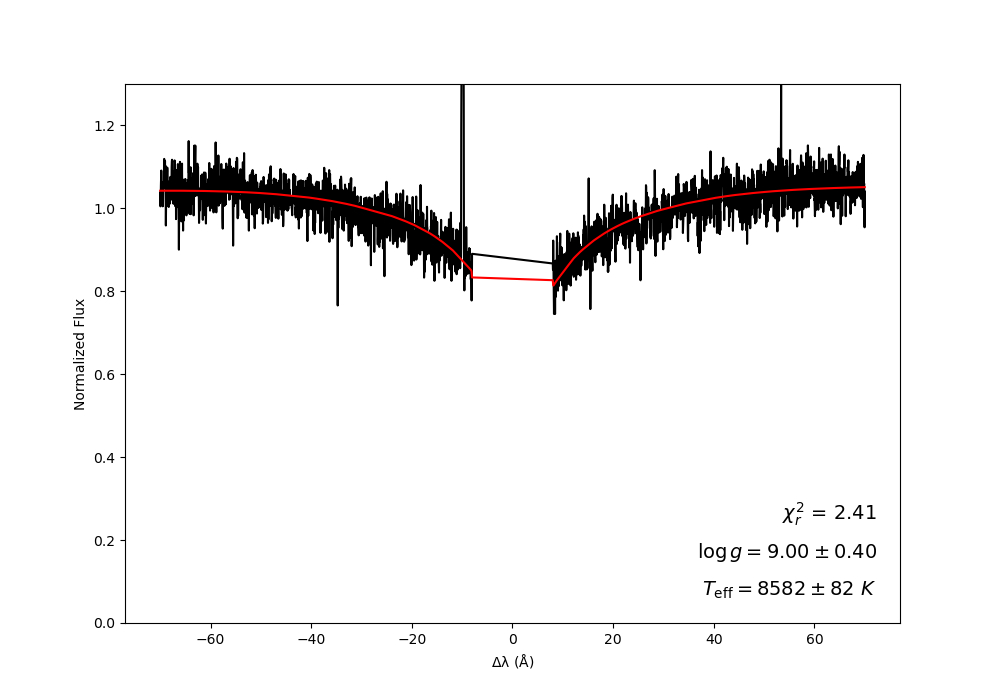 1.2
1.0
0.8
0.6
0.4
0.2
0.0
Normalized Flux
χ²ᵣ = 2.41
log g = 9.00 ± 0.40
T_eff = 8582 ± 82 K
−60 −40 −20 0 20 40 60
Δλ (Å)